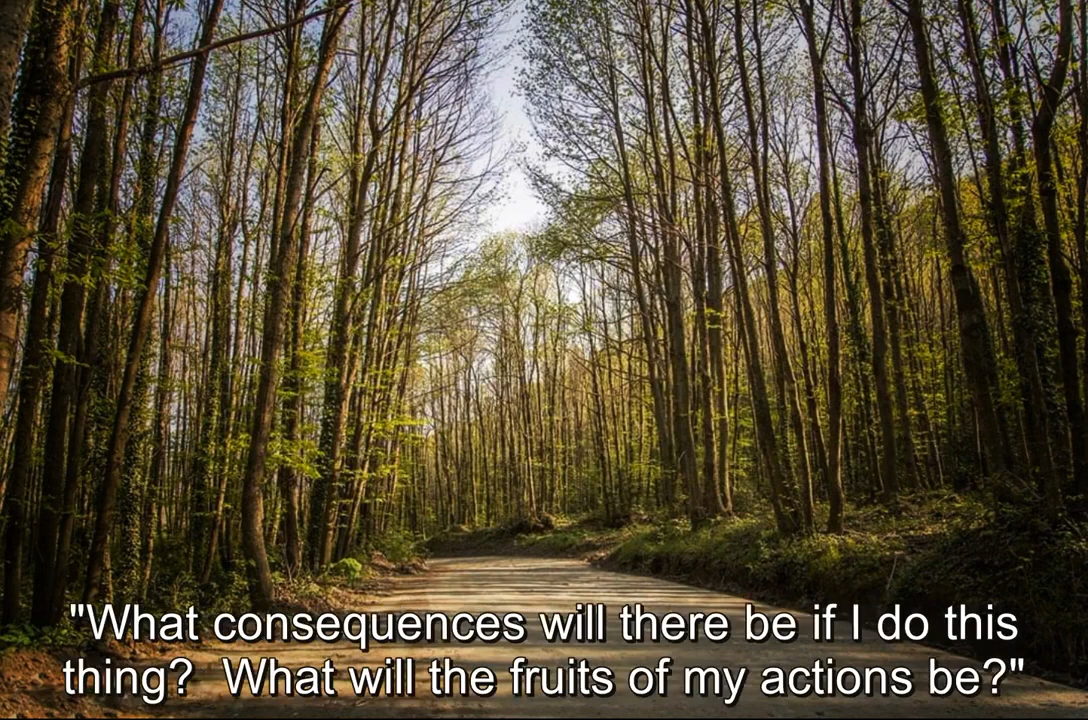 "What consequences will there be if I do this
thing?  What will the fruits of my actions be?"